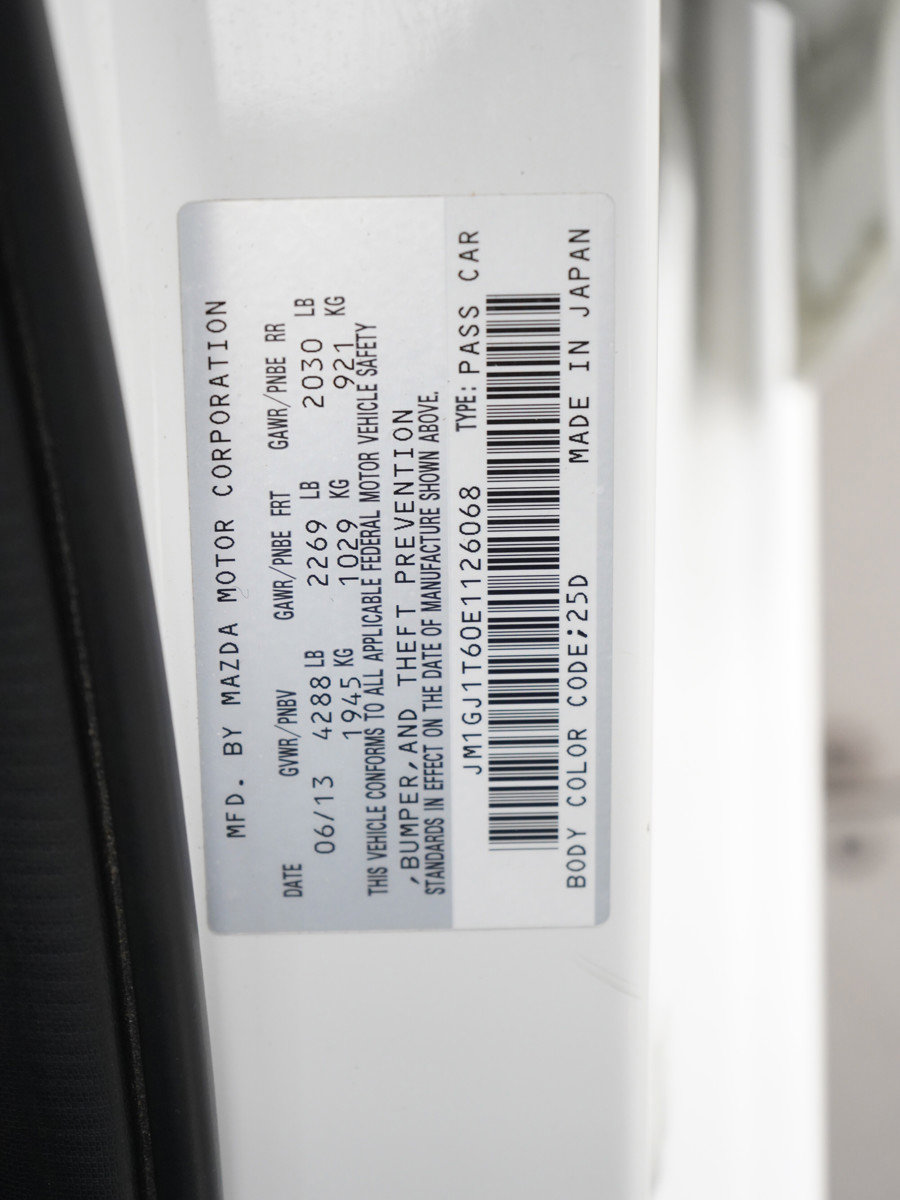 MFD. BY MAZDA MOTOR CORPORATION
DATE GVWR/PNBV GAWR/PNBE FRT GAWR/PNBE RR
06/13 4288 LB 2269 LB 2030 LB
1945 KG 1029 KG 921 KG
THIS VEHICLE CONFORMS TO ALL APPLICABLE FEDERAL MOTOR VEHICLE SAFETY
,BUMPER,AND THEFT PREVENTION
STANDARDS IN EFFECT ON THE DATE OF MANUFACTURE SHOWN ABOVE.
JM1GJ1T60E1126068 TYPE: PASS CAR
BODY COLOR CODE;25D MADE IN JAPAN